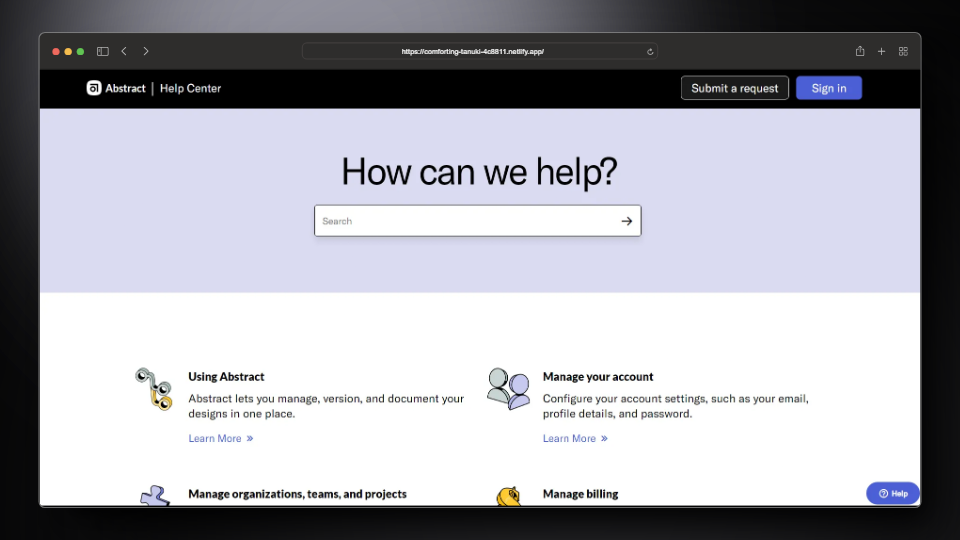 https://comforting-tanuki-4c8811.netlify.app/
Abstract | Help Center
Submit a request
Sign in
How can we help?
Search
Using Abstract
Abstract lets you manage, version, and document your
designs in one place.
Learn More »
Manage your account
Configure your account settings, such as your email,
profile details, and password.
Learn More »
Manage organizations, teams, and projects
Manage billing
Help